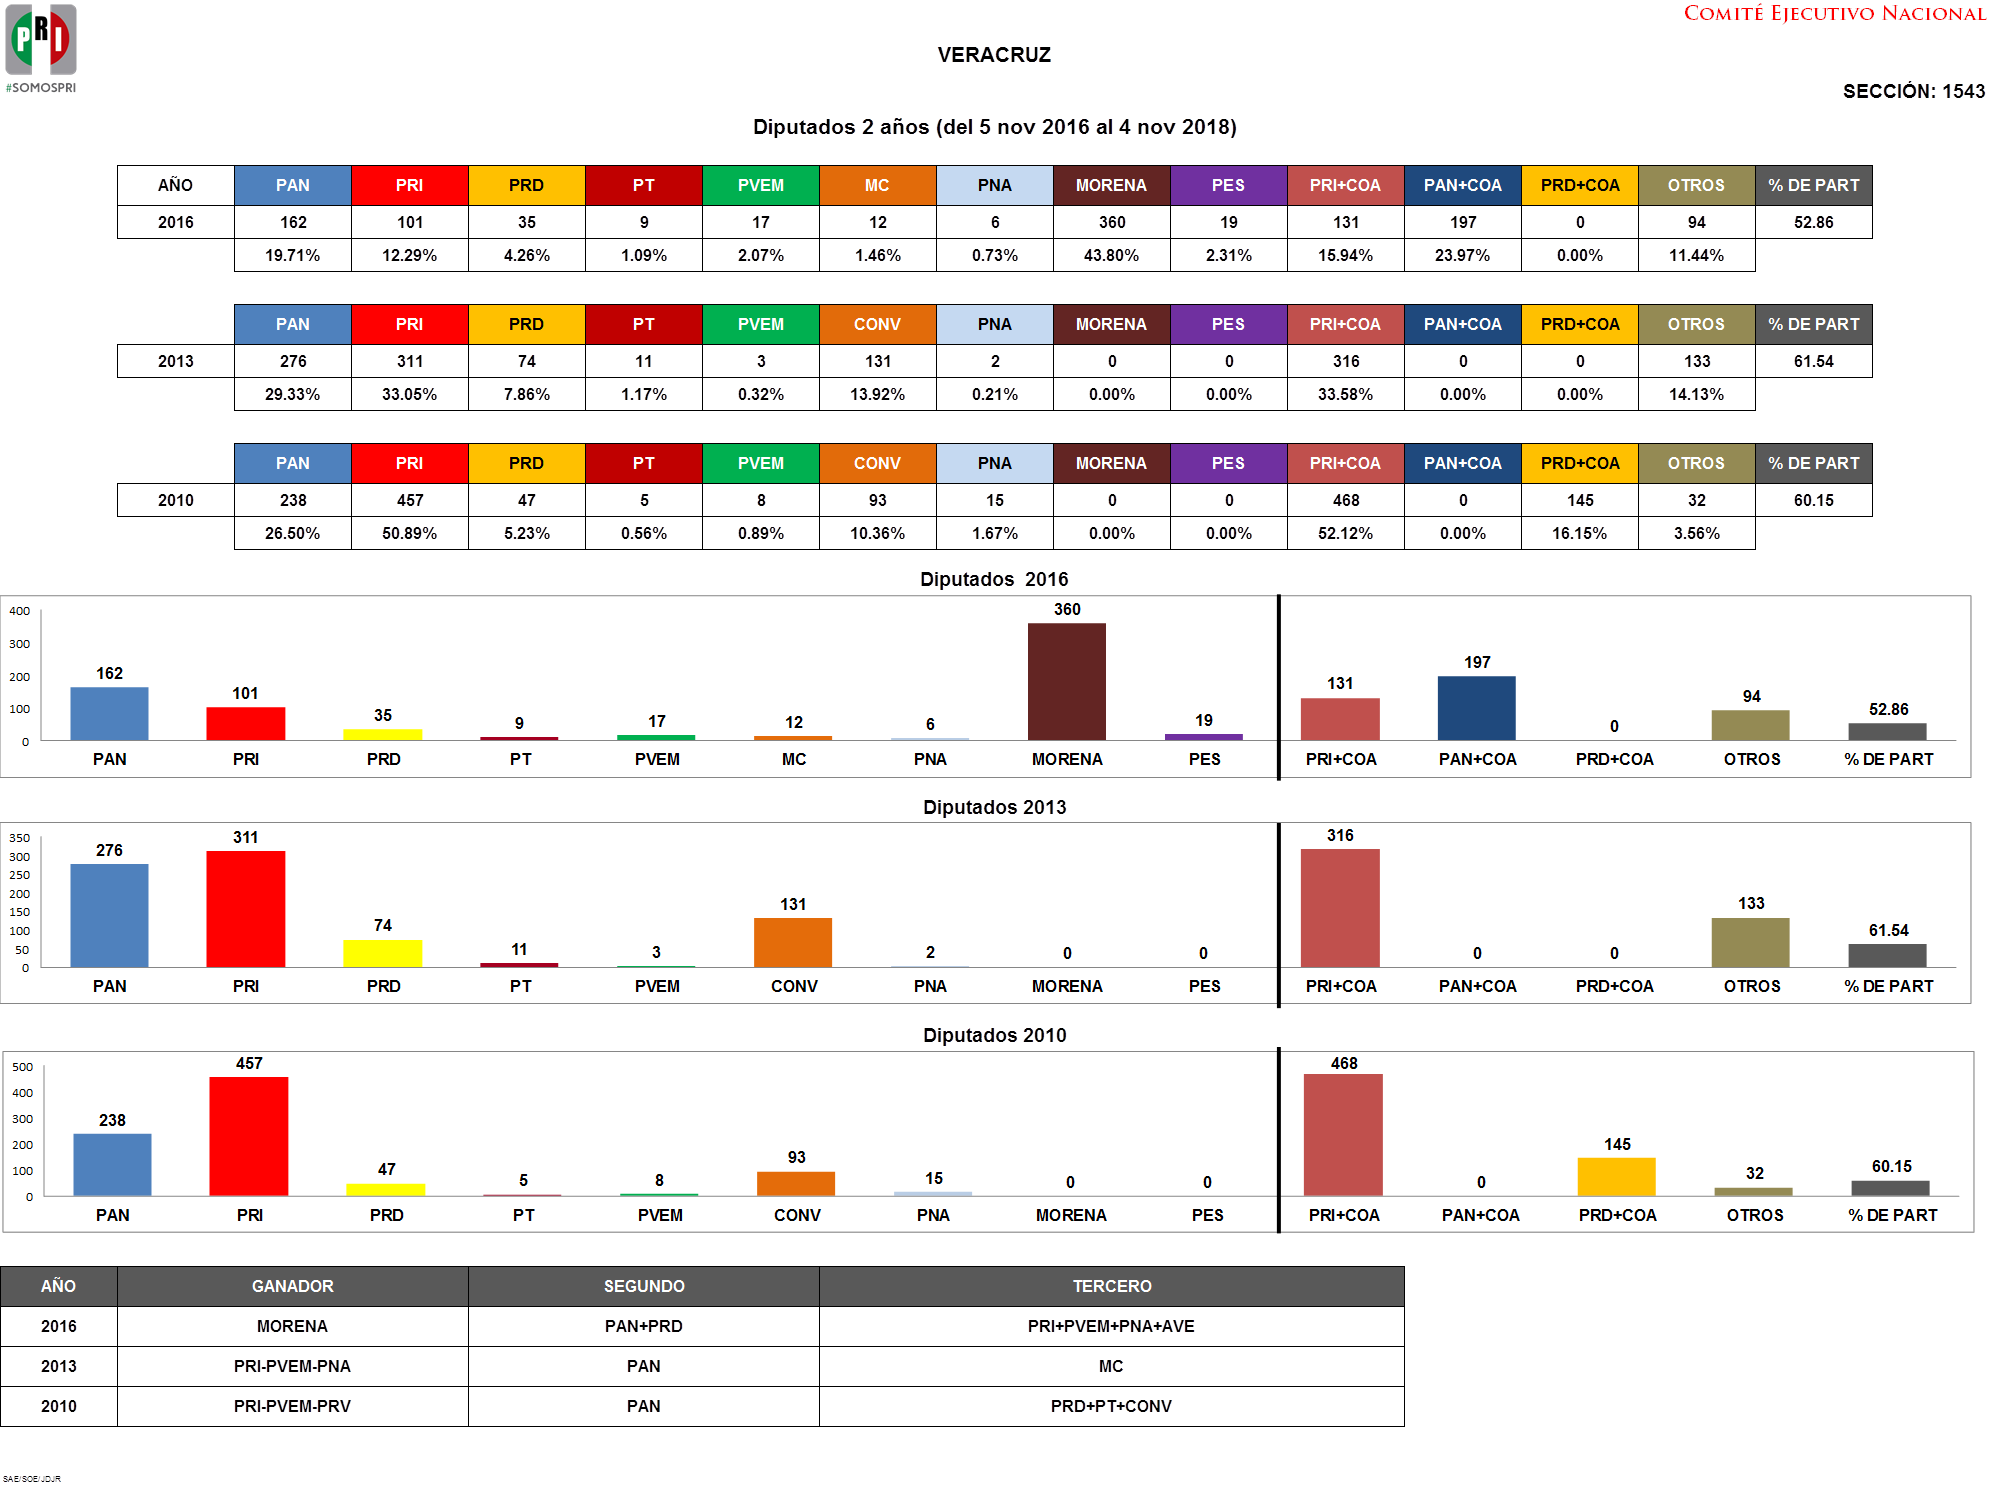 PRI
#SOMOSPRI
COMITÉ EJECUTIVO NACIONAL
VERACRUZ
SECCIÓN: 1543
Diputados 2 años (del 5 nov 2016 al 4 nov 2018)
AÑO PAN PRI PRD PT PVEM MC PNA MORENA PES PRI+COA PAN+COA PRD+COA OTROS % DE PART
2016 162 101 35 9 17 12 6 360 19 131 197 0 94 52.86
19.71% 12.29% 4.26% 1.09% 2.07% 1.46% 0.73% 43.80% 2.31% 15.94% 23.97% 0.00% 11.44%
PAN PRI PRD PT PVEM CONV PNA MORENA PES PRI+COA PAN+COA PRD+COA OTROS % DE PART
2013 276 311 74 11 3 131 2 0 0 316 0 0 133 61.54
29.33% 33.05% 7.86% 1.17% 0.32% 13.92% 0.21% 0.00% 0.00% 33.58% 0.00% 0.00% 14.13%
PAN PRI PRD PT PVEM CONV PNA MORENA PES PRI+COA PAN+COA PRD+COA OTROS % DE PART
2010 238 457 47 5 8 93 15 0 0 468 0 145 32 60.15
26.50% 50.89% 5.23% 0.56% 0.89% 10.36% 1.67% 0.00% 0.00% 52.12% 0.00% 16.15% 3.56%
Diputados 2016
400
300
200
100
0
162 101 35 9 17 12 6 360 19 131 197 0 94 52.86
PAN PRI PRD PT PVEM MC PNA MORENA PES PRI+COA PAN+COA PRD+COA OTROS % DE PART
Diputados 2013
350
300
250
200
150
100
50
0
276 311 74 11 3 131 2 0 0 316 0 0 133 61.54
PAN PRI PRD PT PVEM CONV PNA MORENA PES PRI+COA PAN+COA PRD+COA OTROS % DE PART
Diputados 2010
500
400
300
200
100
0
238 457 47 5 8 93 15 0 0 468 0 145 32 60.15
PAN PRI PRD PT PVEM CONV PNA MORENA PES PRI+COA PAN+COA PRD+COA OTROS % DE PART
AÑO GANADOR SEGUNDO TERCERO
2016 MORENA PAN+PRD PRI+PVEM+PNA+AVE
2013 PRI-PVEM-PNA PAN MC
2010 PRI-PVEM-PRV PAN PRD+PT+CONV
SAE/SOE/JDJR